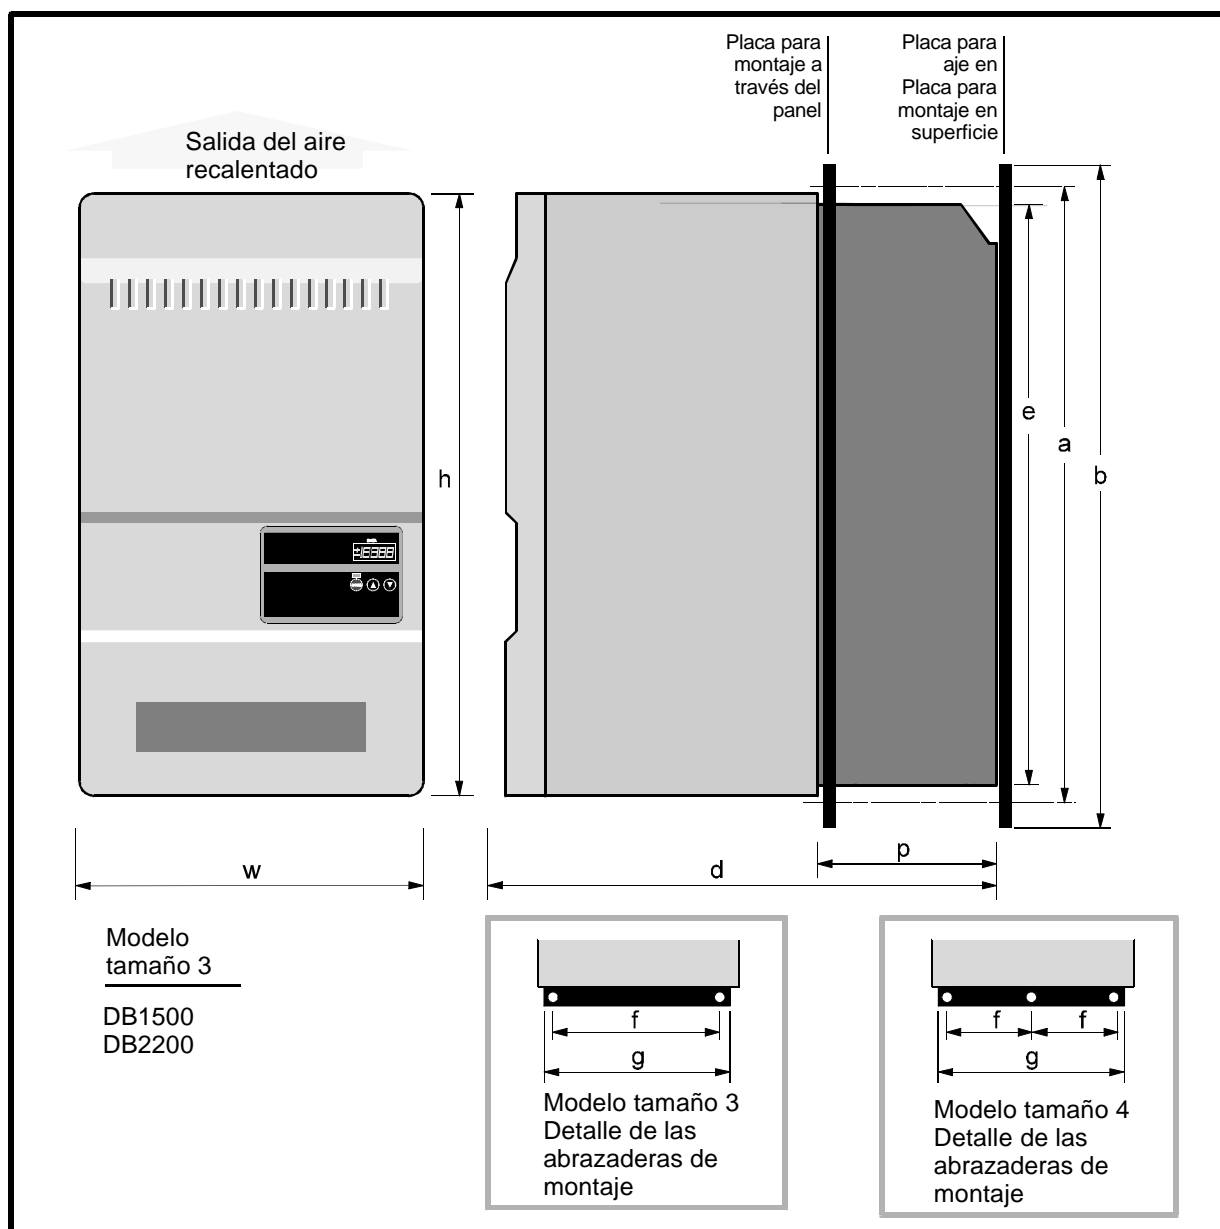 Placa para
montaje a
través del
panel
Placa para
aje en
Placa para
montaje en
superficie
Salida del aire
recalentado
h
e
a
b
p
w
d
Modelo
tamaño 3
DB1500
DB2200
f
g
Modelo tamaño 3
Detalle de las
abrazaderas de
montaje
f f
g
Modelo tamaño 4
Detalle de las
abrazaderas de
montaje